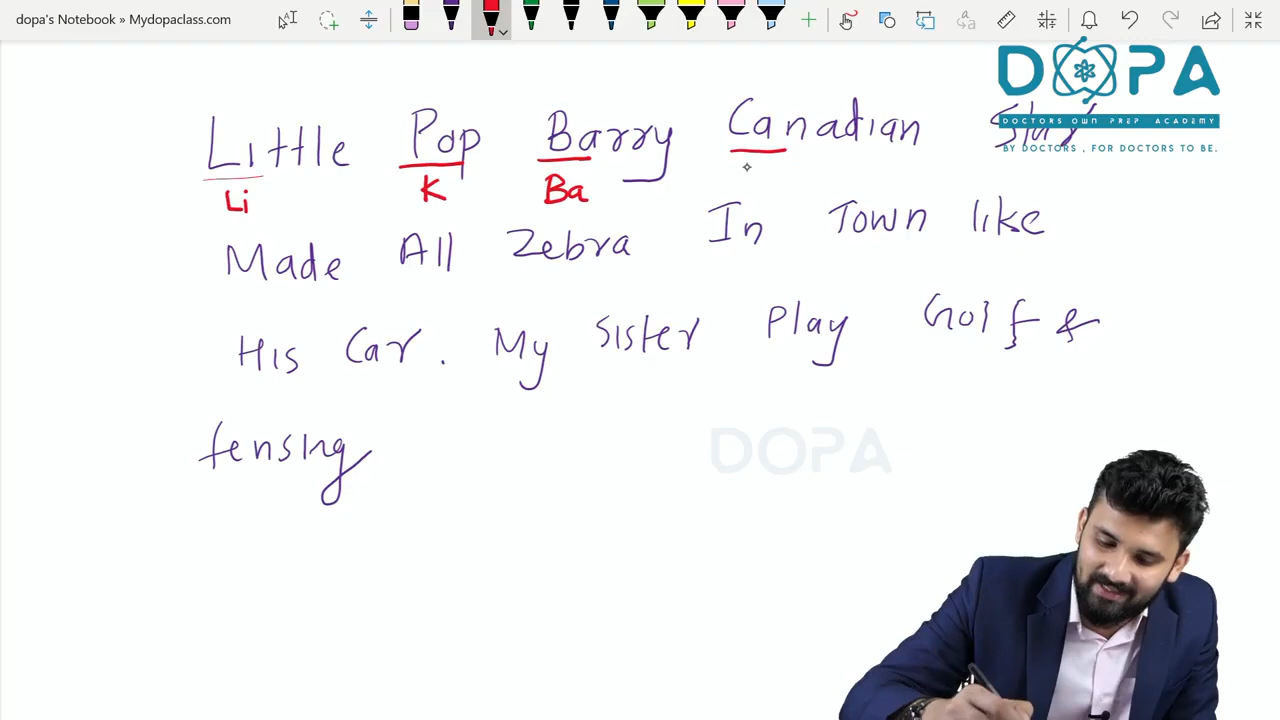 dopa's Notebook » Mydopaclass.com
DOPA
DOCTORS OWN PREP ACADEMY
BY DOCTORS , FOR DOCTORS TO BE.
Little Pop Barry Canadian
Li K Ba
Made All Zebra In Town like
His Car. My Sister Play Golf &
fensing
DOPA